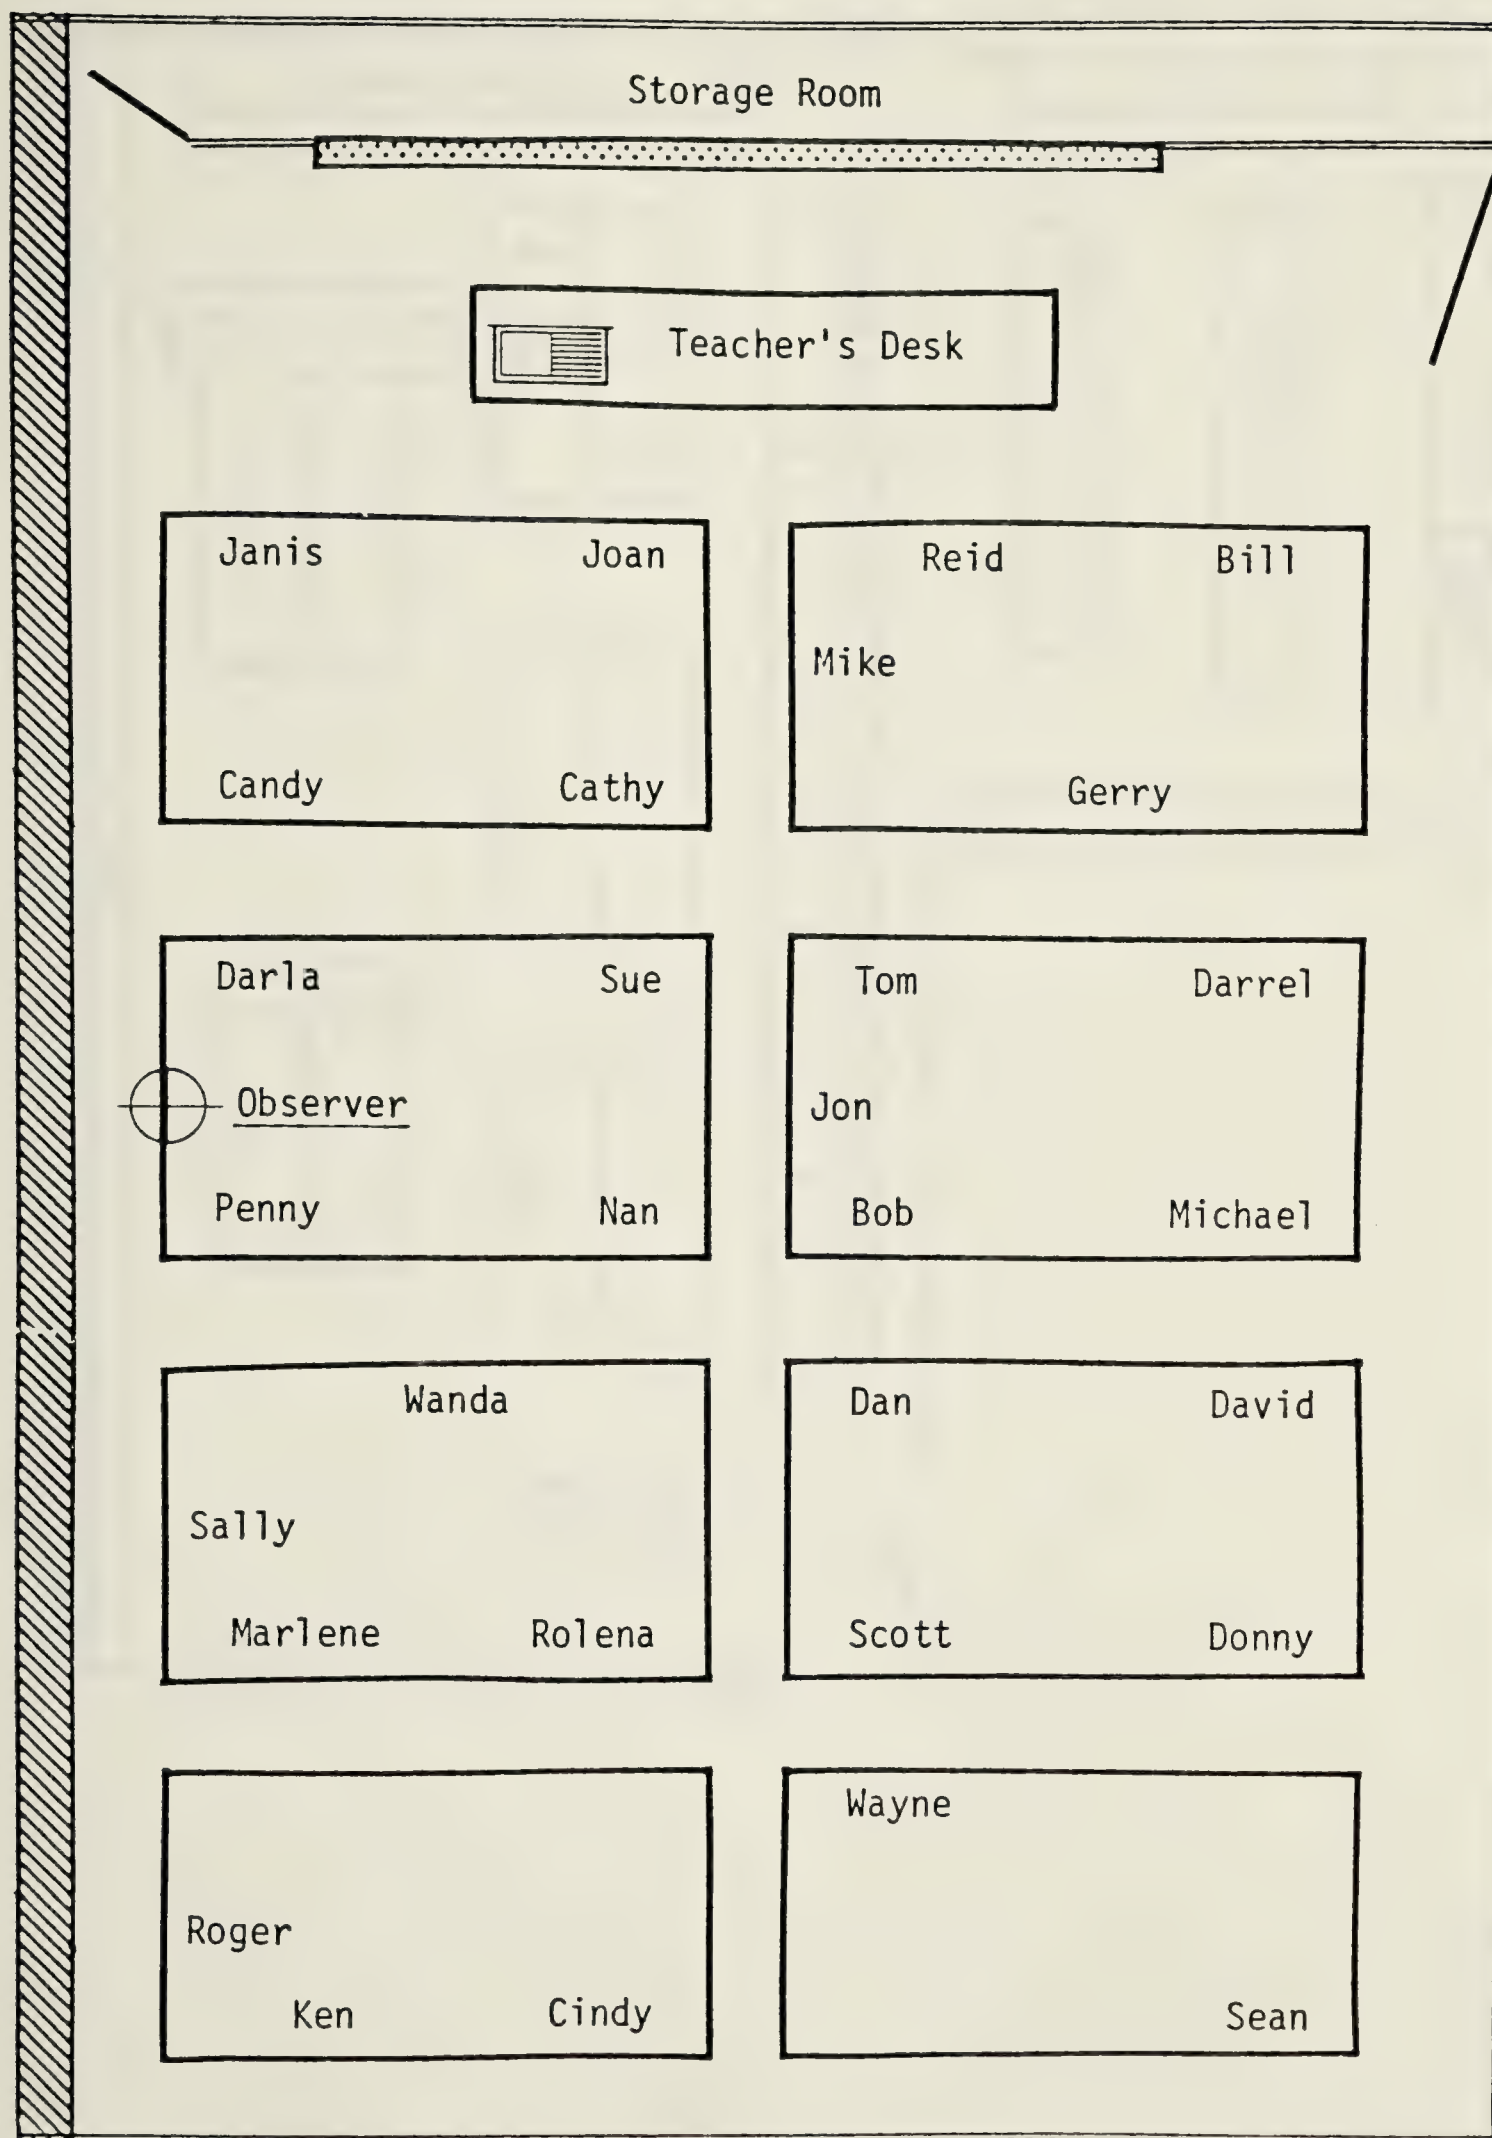 Storage Room
Teacher's Desk
Janis Joan
Candy Cathy
Reid Bill
Mike
Gerry
Darla Sue
Observer
Penny Nan
Tom Darrel
Jon
Bob Michael
Wanda
Sally
Marlene Rolena
Dan David
Scott Donny
Roger
Ken Cindy
Wayne
Sean